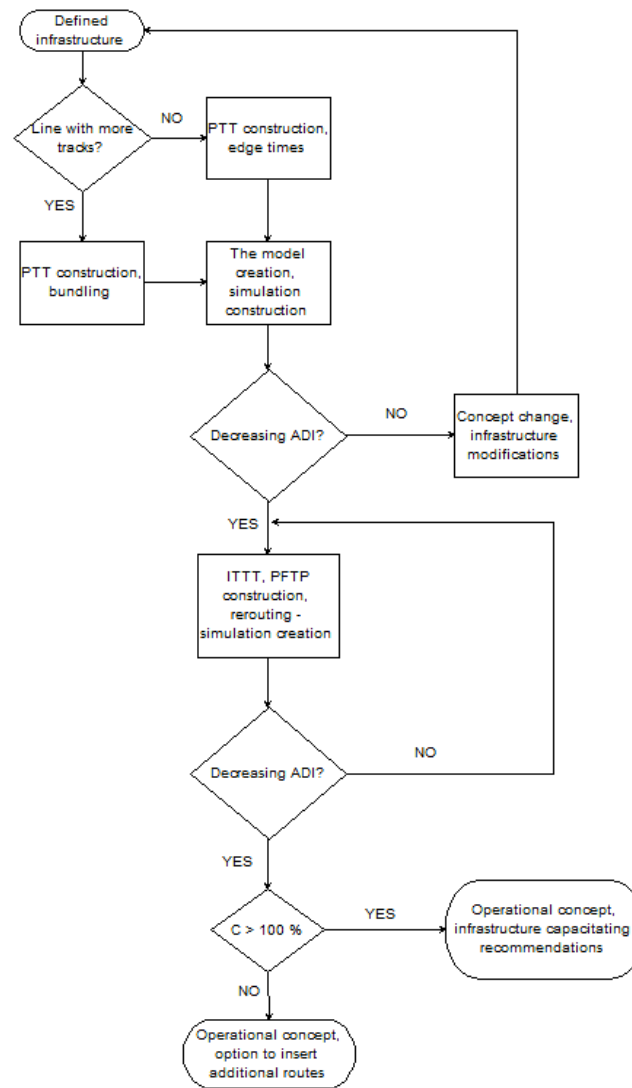 Defined
infrastructure
Line with more
tracks?
NO
PTT construction,
edge times
YES
PTT construction,
bundling
The model
creation,
simulation
construction
Decreasing ADI?
NO
Concept change,
infrastructure
modifications
YES
ITTT, PFTP
construction,
rerouting -
simulation creation
Decreasing ADI?
NO
YES
C > 100 %
YES
Operational concept,
infrastructure capacitating
recommendations
NO
Operational concept,
option to insert
additional routes